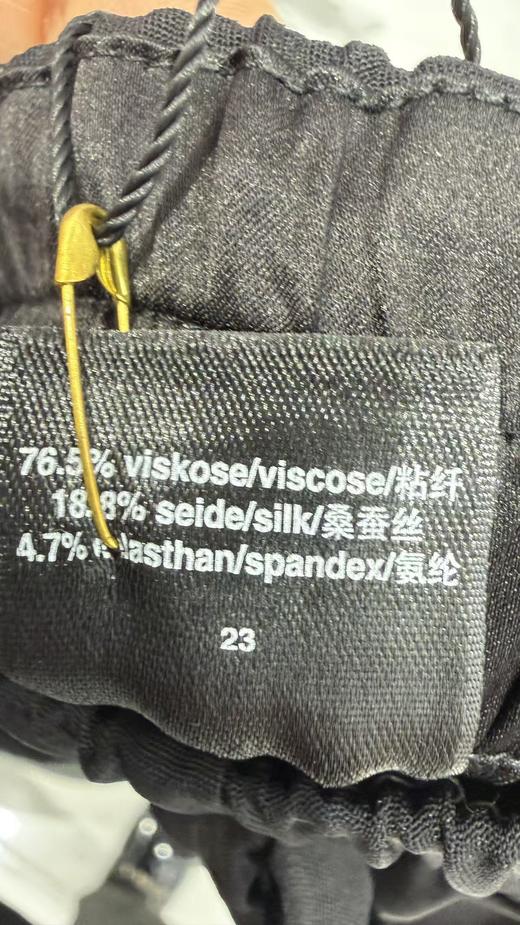 76.5% viskose/viscose/粘纤
18.8% seide/silk/桑蚕丝
4.7% elasthan/spandex/氨纶
23